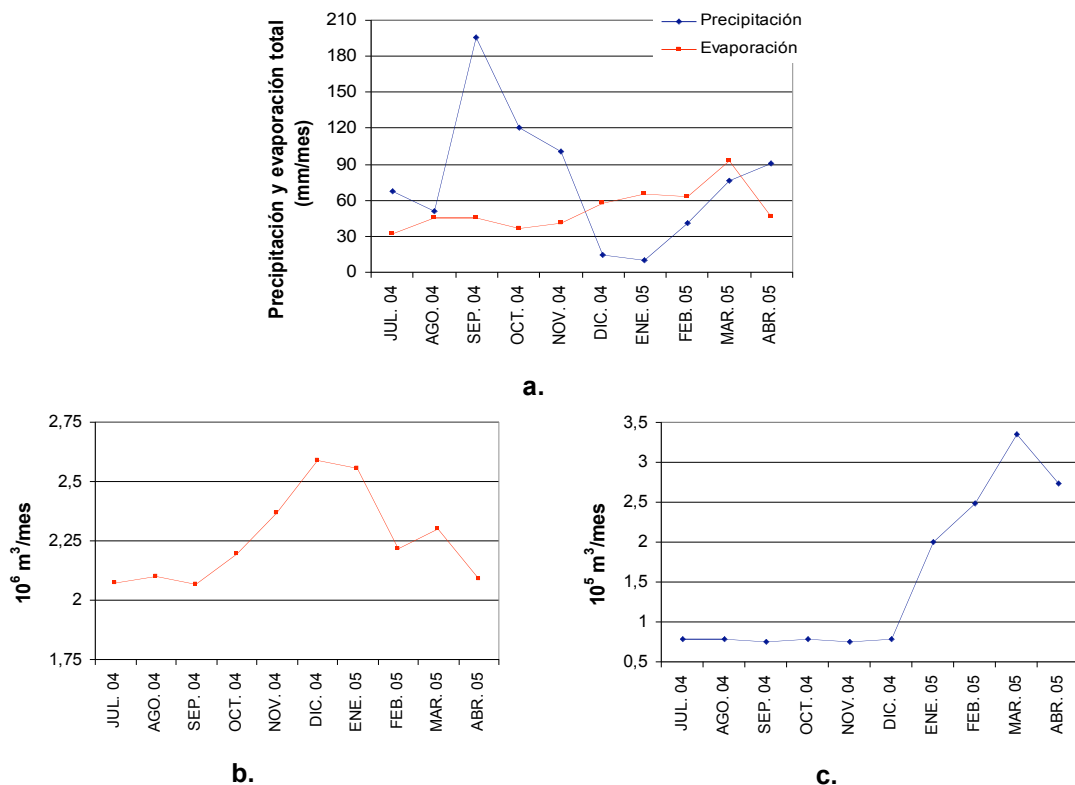 Precipitación y evaporación total
(mm/mes)
210
180
150
120
90
60
30
0
Precipitación
Evaporación
JUL. 04
AGO. 04
SEP. 04
OCT. 04
NOV. 04
DIC. 04
ENE. 05
FEB. 05
MAR. 05
ABR. 05
a.
10⁶ m³/mes
2,75
2,5
2,25
2
1,75
JUL. 04
AGO. 04
SEP. 04
OCT. 04
NOV. 04
DIC. 04
ENE. 05
FEB. 05
MAR. 05
ABR. 05
b.
10⁵ m³/mes
3,5
3
2,5
2
1,5
1
0,5
JUL. 04
AGO. 04
SEP. 04
OCT. 04
NOV. 04
DIC. 04
ENE. 05
FEB. 05
MAR. 05
ABR. 05
c.